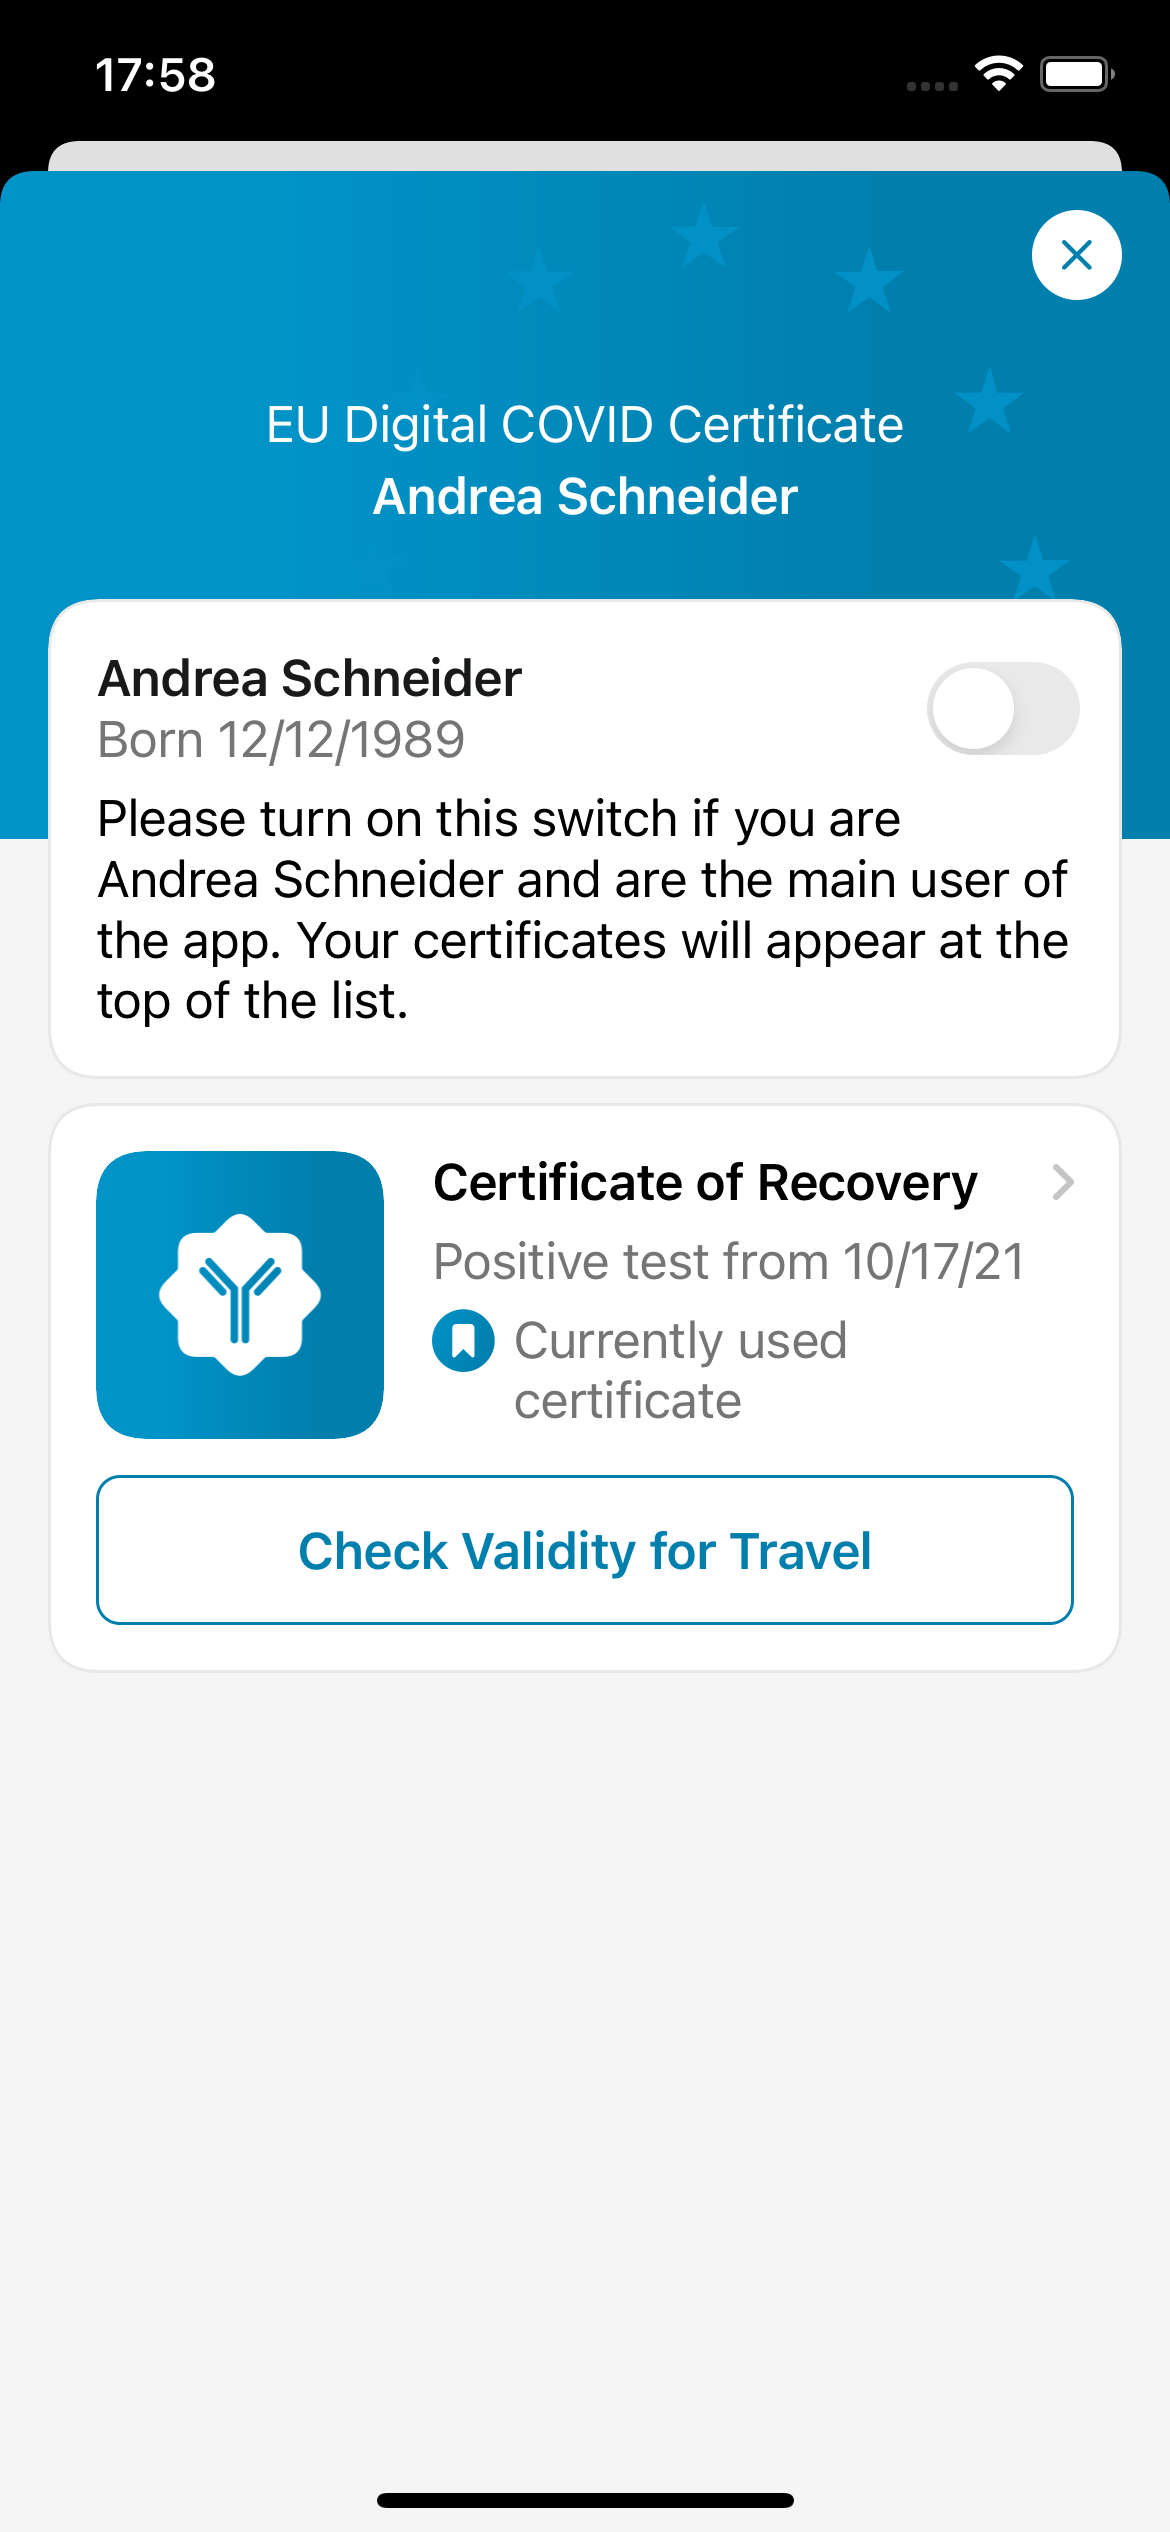 17:58
EU Digital COVID Certificate
Andrea Schneider
Andrea Schneider
Born 12/12/1989
Please turn on this switch if you are
Andrea Schneider and are the main user of
the app. Your certificates will appear at the
top of the list.
Certificate of Recovery
Positive test from 10/17/21
Currently used
certificate
Check Validity for Travel